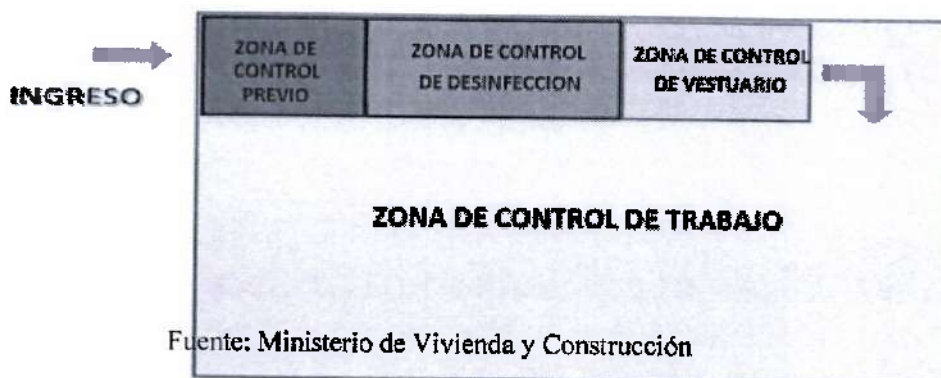 INGRESO
ZONA DE
CONTROL
PREVIO
ZONA DE CONTROL
DE DESINFECCION
ZONA DE CONTROL
DE VESTUARIO
ZONA DE CONTROL DE TRABAJO
Fuente: Ministerio de Vivienda y Construcción